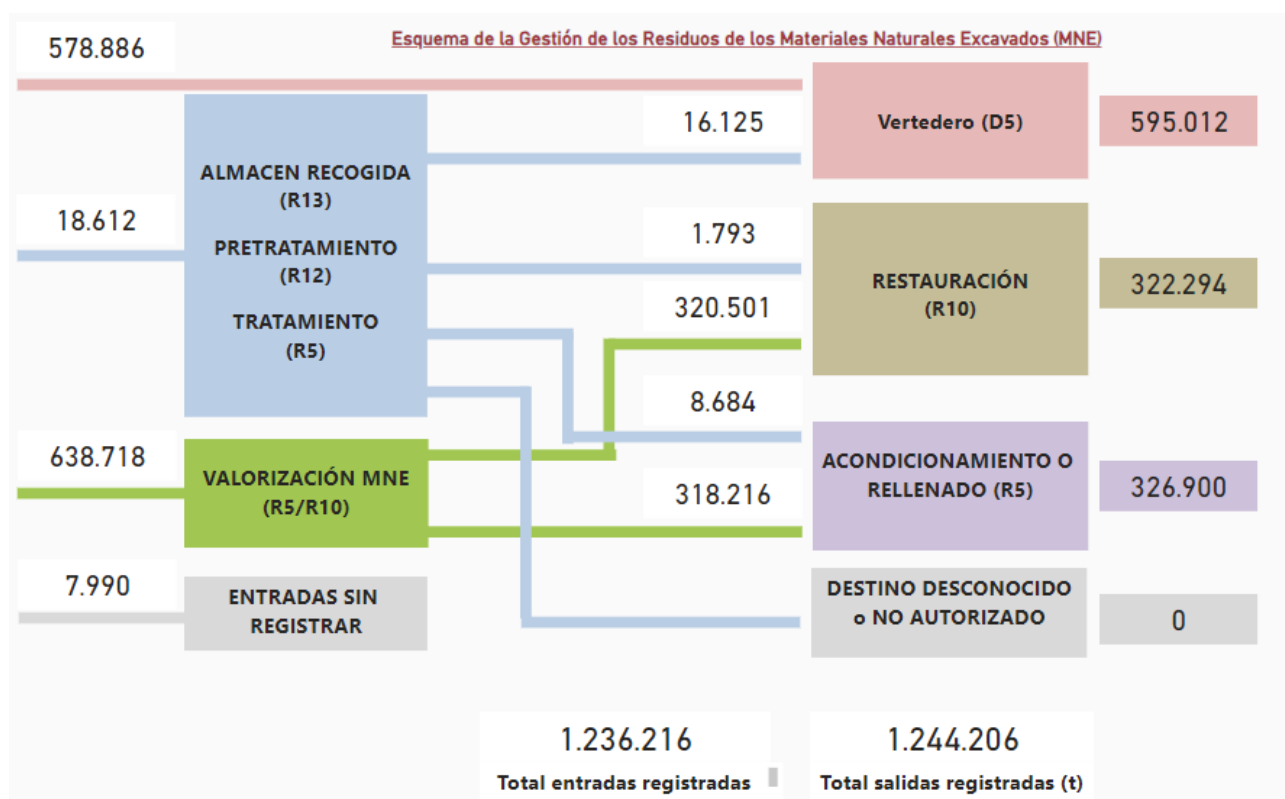 Esquema de la Gestión de los Residuos de los Materiales Naturales Excavados (MNE)
578.886
16.125
Vertedero (D5)
595.012
ALMACEN RECOGIDA
(R13)
PRETRATAMIENTO
(R12)
TRATAMIENTO
(R5)
18.612
1.793
320.501
RESTAURACIÓN
(R10)
322.294
638.718
VALORIZACIÓN MNE
(R5/R10)
8.684
318.216
ACONDICIONAMIENTO O
RELLENADO (R5)
326.900
7.990
ENTRADAS SIN
REGISTRAR
DESTINO DESCONOCIDO
o NO AUTORIZADO
0
1.236.216
Total entradas registradas
1.244.206
Total salidas registradas (t)